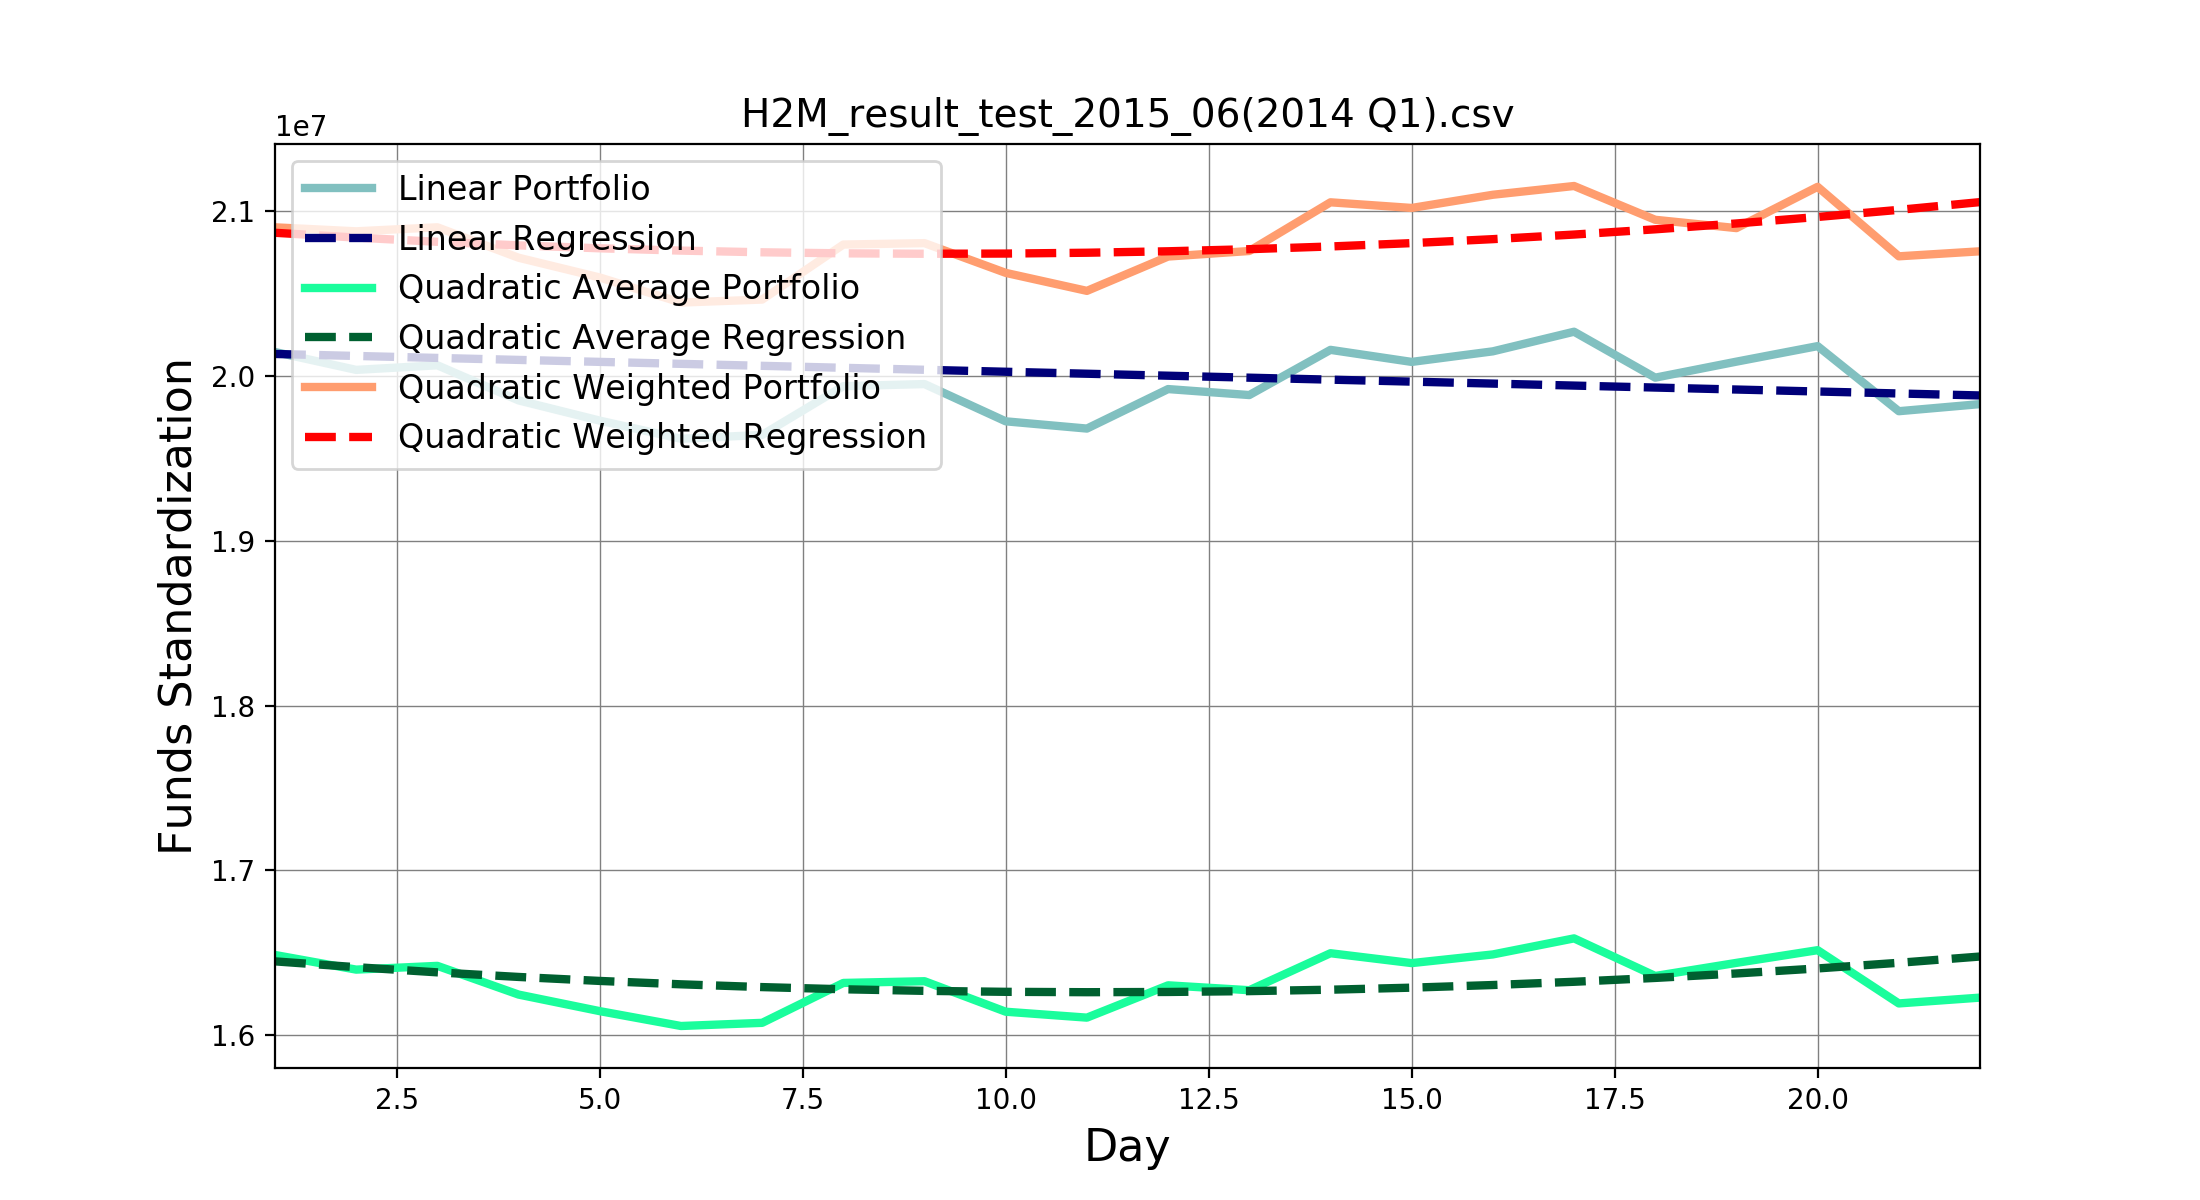 H2M_result_test_2015_06(2014 Q1).csv
1e7
Linear Portfolio
Linear Regression
Quadratic Average Portfolio
Quadratic Average Regression
Quadratic Weighted Portfolio
Quadratic Weighted Regression
2.1
2.0
1.9
1.8
1.7
1.6
Funds Standardization
2.5 5.0 7.5 10.0 12.5 15.0 17.5 20.0
Day